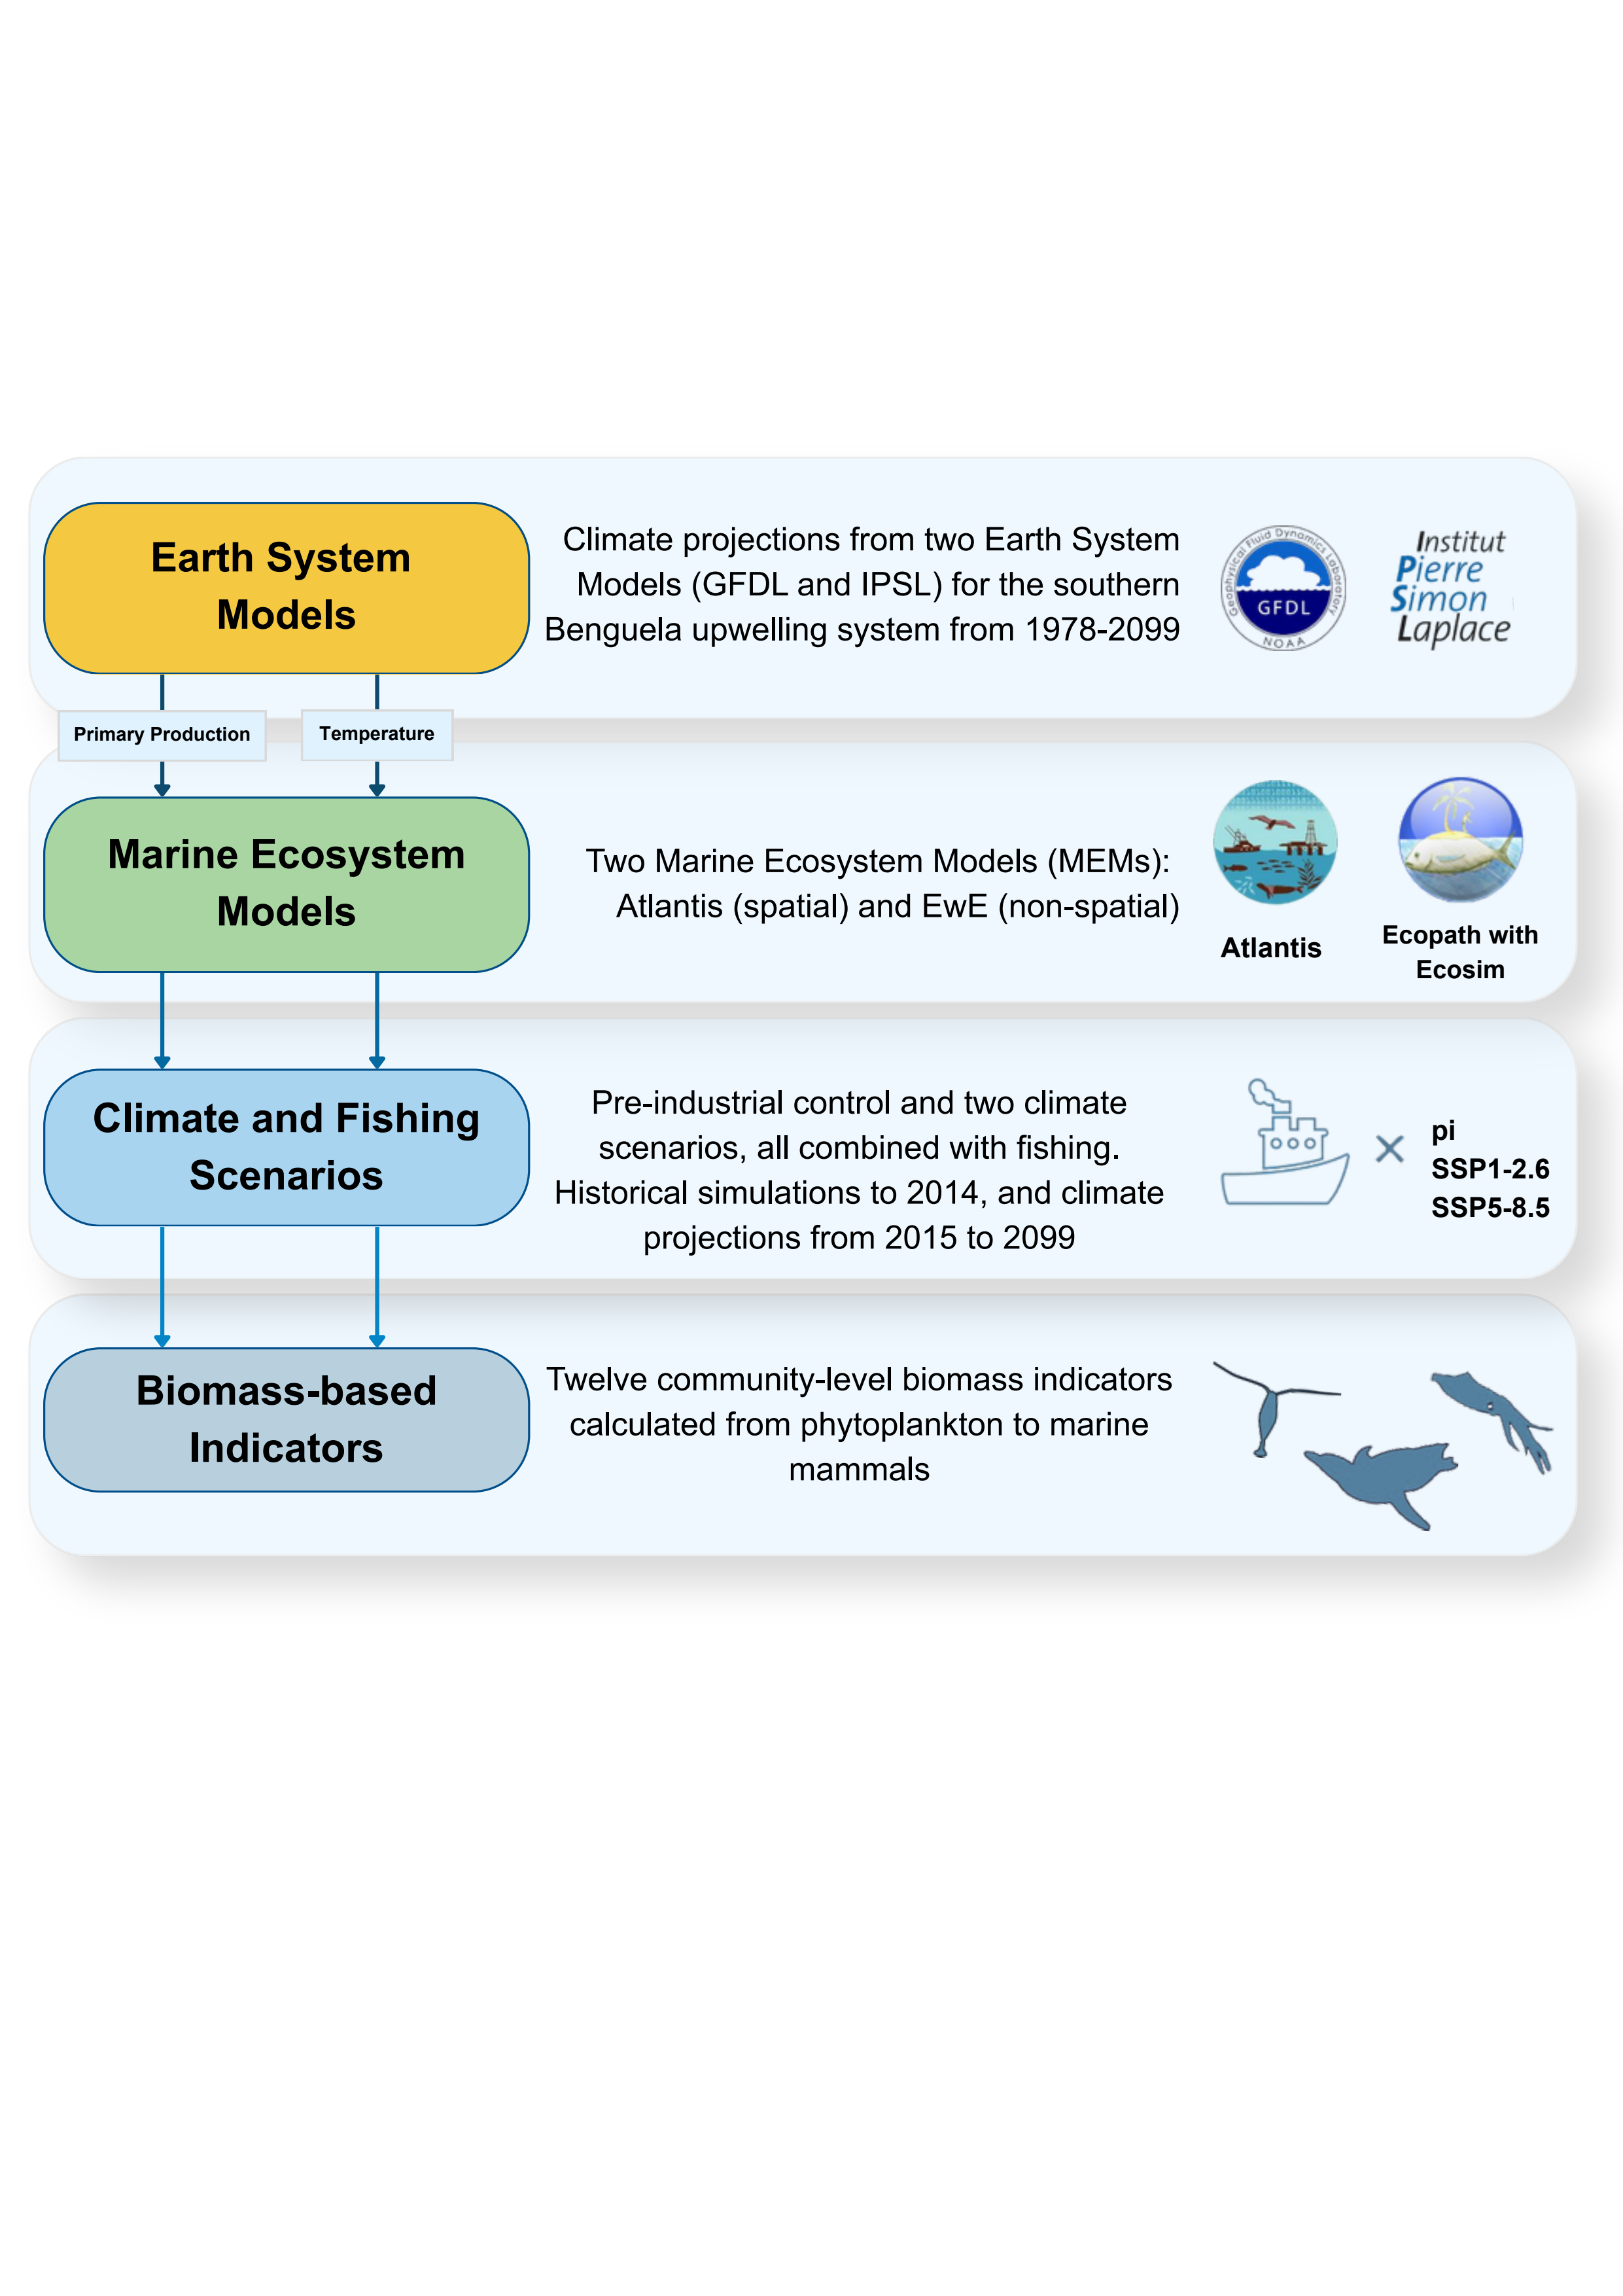 Earth System
Models
Climate projections from two Earth System
Models (GFDL and IPSL) for the southern
Benguela upwelling system from 1978-2099
Geophysical Fluid Dynamics Laboratory
GFDL
NOAA
Institut
Pierre
Simon
Laplace
Primary Production
Temperature
Marine Ecosystem
Models
Two Marine Ecosystem Models (MEMs):
Atlantis (spatial) and EwE (non-spatial)
Atlantis
Ecopath with
Ecosim
Climate and Fishing
Scenarios
Pre-industrial control and two climate
scenarios, all combined with fishing.
Historical simulations to 2014, and climate
projections from 2015 to 2099
pi
SSP1-2.6
SSP5-8.5
Biomass-based
Indicators
Twelve community-level biomass indicators
calculated from phytoplankton to marine
mammals